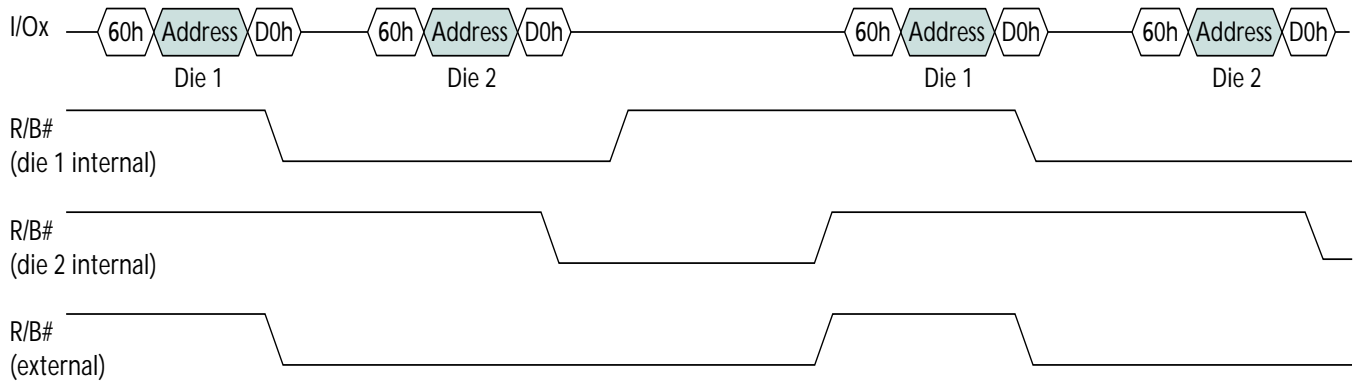 I/Ox 60h Address D0h 60h Address D0h 60h Address D0h 60h Address D0h
Die 1 Die 2 Die 1 Die 2
R/B#
(die 1 internal)
R/B#
(die 2 internal)
R/B#
(external)